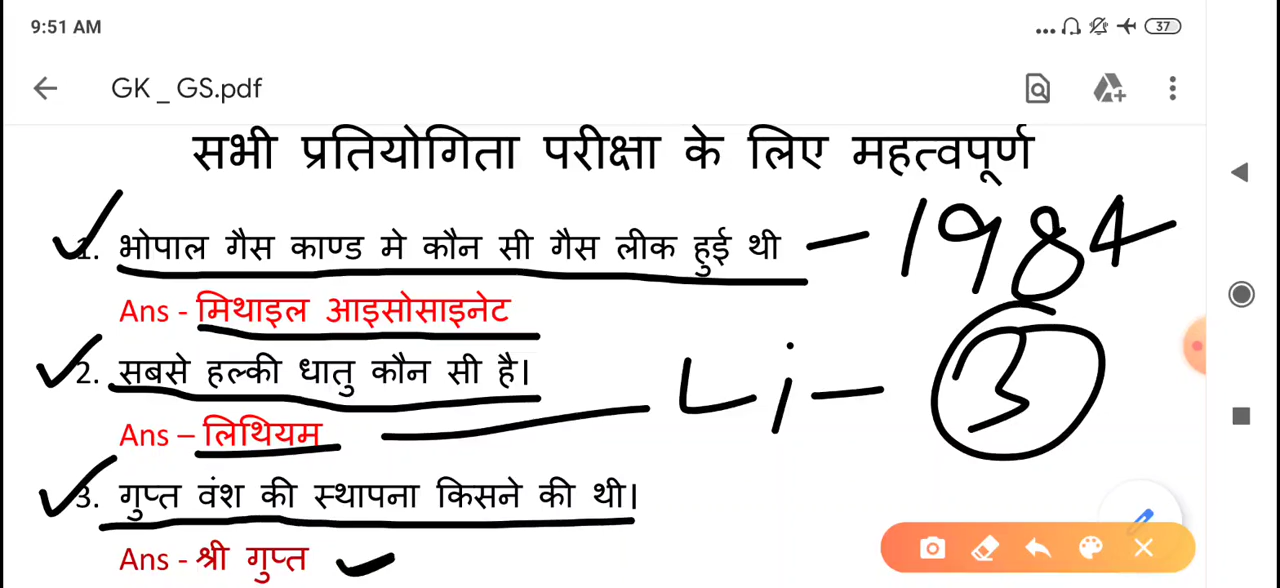 9:51 AM
37
GK _ GS.pdf
सभी प्रतियोगिता परीक्षा के लिए महत्वपूर्ण
1. भोपाल गैस काण्ड मे कौन सी गैस लीक हुई थी - 1984
Ans - मिथाइल आइसोसाइनेट
2. सबसे हल्की धातु कौन सी है।
Ans – लिथियम Li - 3
3. गुप्त वंश की स्थापना किसने की थी।
Ans - श्री गुप्त